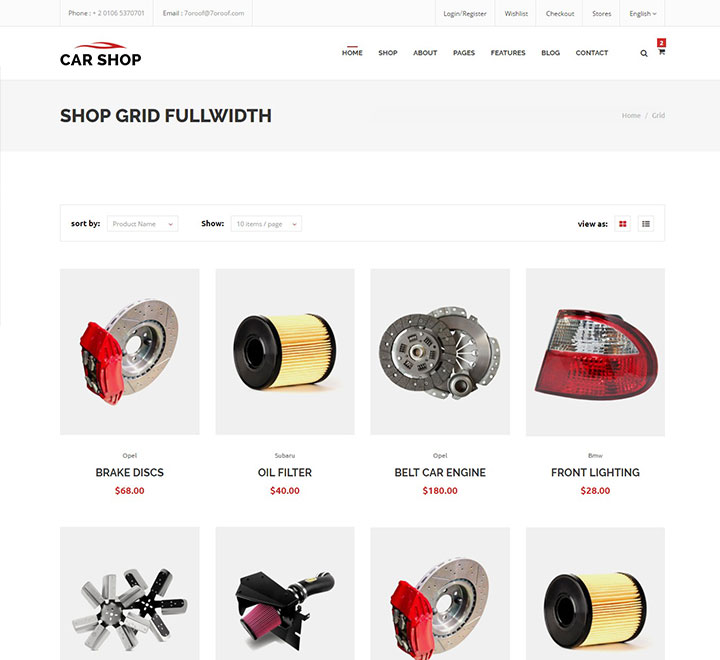 Phone : + 2 0106 5370701
Email : 7oroof@7oroof.com
Login/Register
Wishlist
Checkout
Stores
English
CAR SHOP
HOME
SHOP
ABOUT
PAGES
FEATURES
BLOG
CONTACT
2
SHOP GRID FULLWIDTH
Home / Grid
sort by:
Product Name
Show:
10 items / page
view as:
Opel
BRAKE DISCS
$68.00
Subaru
OIL FILTER
$40.00
Opel
BELT CAR ENGINE
$180.00
Bmw
FRONT LIGHTING
$28.00